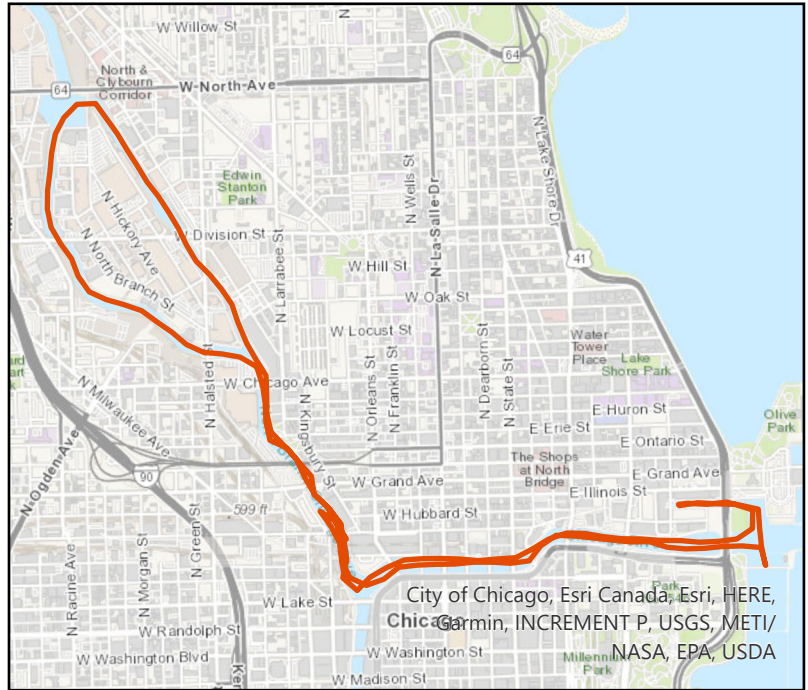 W Willow St
N
64
North &
Clybourn
Corridor
64
W-North-Ave
N Lake Shore Dr
Edwin
Stanton
Park
N Wells St
N-La-Salle-Dr
N Hickory Ave
W Division St
N North Branch St
N Larrabee St
W Hill St
41
W Oak St
W Locust St
Water
Tower
Place
Lake
Shore Park
N Halsted St
W Chicago Ave
N Orleans St
N Franklin St
N Dearborn St
N State St
N Milwaukee Ave
N Kingsbury St
E Huron St
Olive
Park
E Erie St
E Ontario St
N-Ogden-Ave
90
The Shops
at North
Bridge
E Grand Ave
W Grand Ave
E Illinois St
599 ft
W Hubbard St
N Racine Ave
N Morgan St
N Green St
W Lake St
City of Chicago, Esri Canada, Esri, HERE,
Garmin, INCREMENT P, USGS, METI/
NASA, EPA, USDA
Park
Chicago
W Randolph St
W Washington Blvd
W Washington St
Millennium
Park
W Madison St